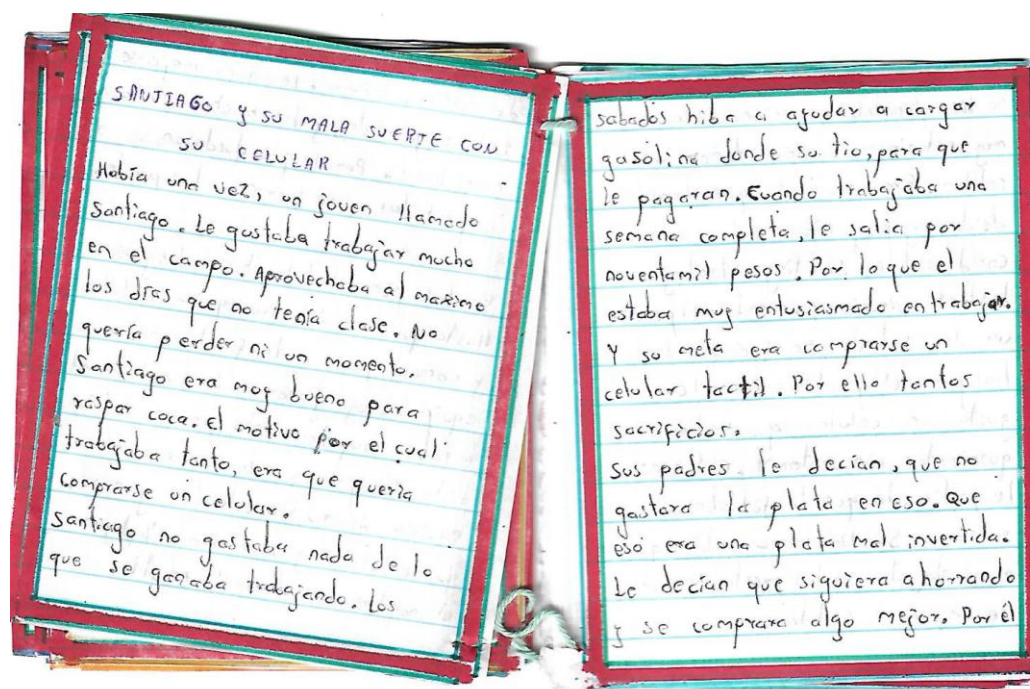 SANTIAGO y SU MALA SUERTE CON
SU CELULAR
Había una vez, un joven llamado
Santiago. Le gustaba trabajar mucho
en el campo. Aprovechaba al maximo
los días que no tenía clase. No
quería perder ni un momento.
Santiago era muy bueno para
raspar coca. El motivo por el cual
trabajaba tanto, era que quería
comprarse un celular.
Santiago no gastaba nada de lo
que se ganaba trabajando. Los
sabados hiba a ayudar a cargar
gasolina donde su tio, para que
le pagaran. Cuando trabajaba una
semana completa, le salia por
noventamil pesos. Por lo que el
estaba muy entusiasmado en trabajar.
Y su meta era comprarse un
celular tactil. Por ello tantos
sacrificios.
Sus padres le decían, que no
gastara la plata en eso. Que
eso era una plata mal invertida.
Le decían que siguiera ahorrando
y se comprara algo mejor. Por él